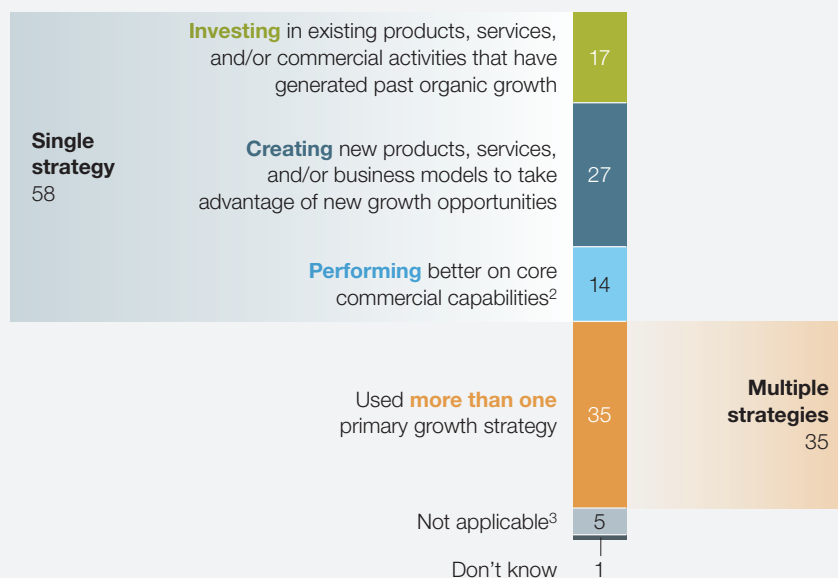 Investing in existing products, services,
and/or commercial activities that have
generated past organic growth
17
Single
strategy
58
Creating new products, services,
and/or business models to take
advantage of new growth opportunities
27
Performing better on core
commercial capabilities2
14
Used more than one
primary growth strategy
35
Multiple
strategies
35
Not applicable3
5
Don’t know
1